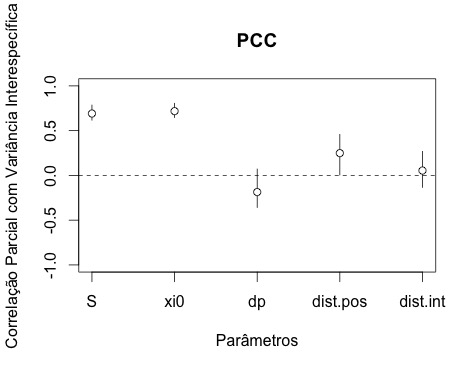 PCC
Correlação Parcial com Variância Interespecífica
1.0
0.5
0.0
-0.5
-1.0
S xi0 dp dist.pos dist.int
Parâmetros